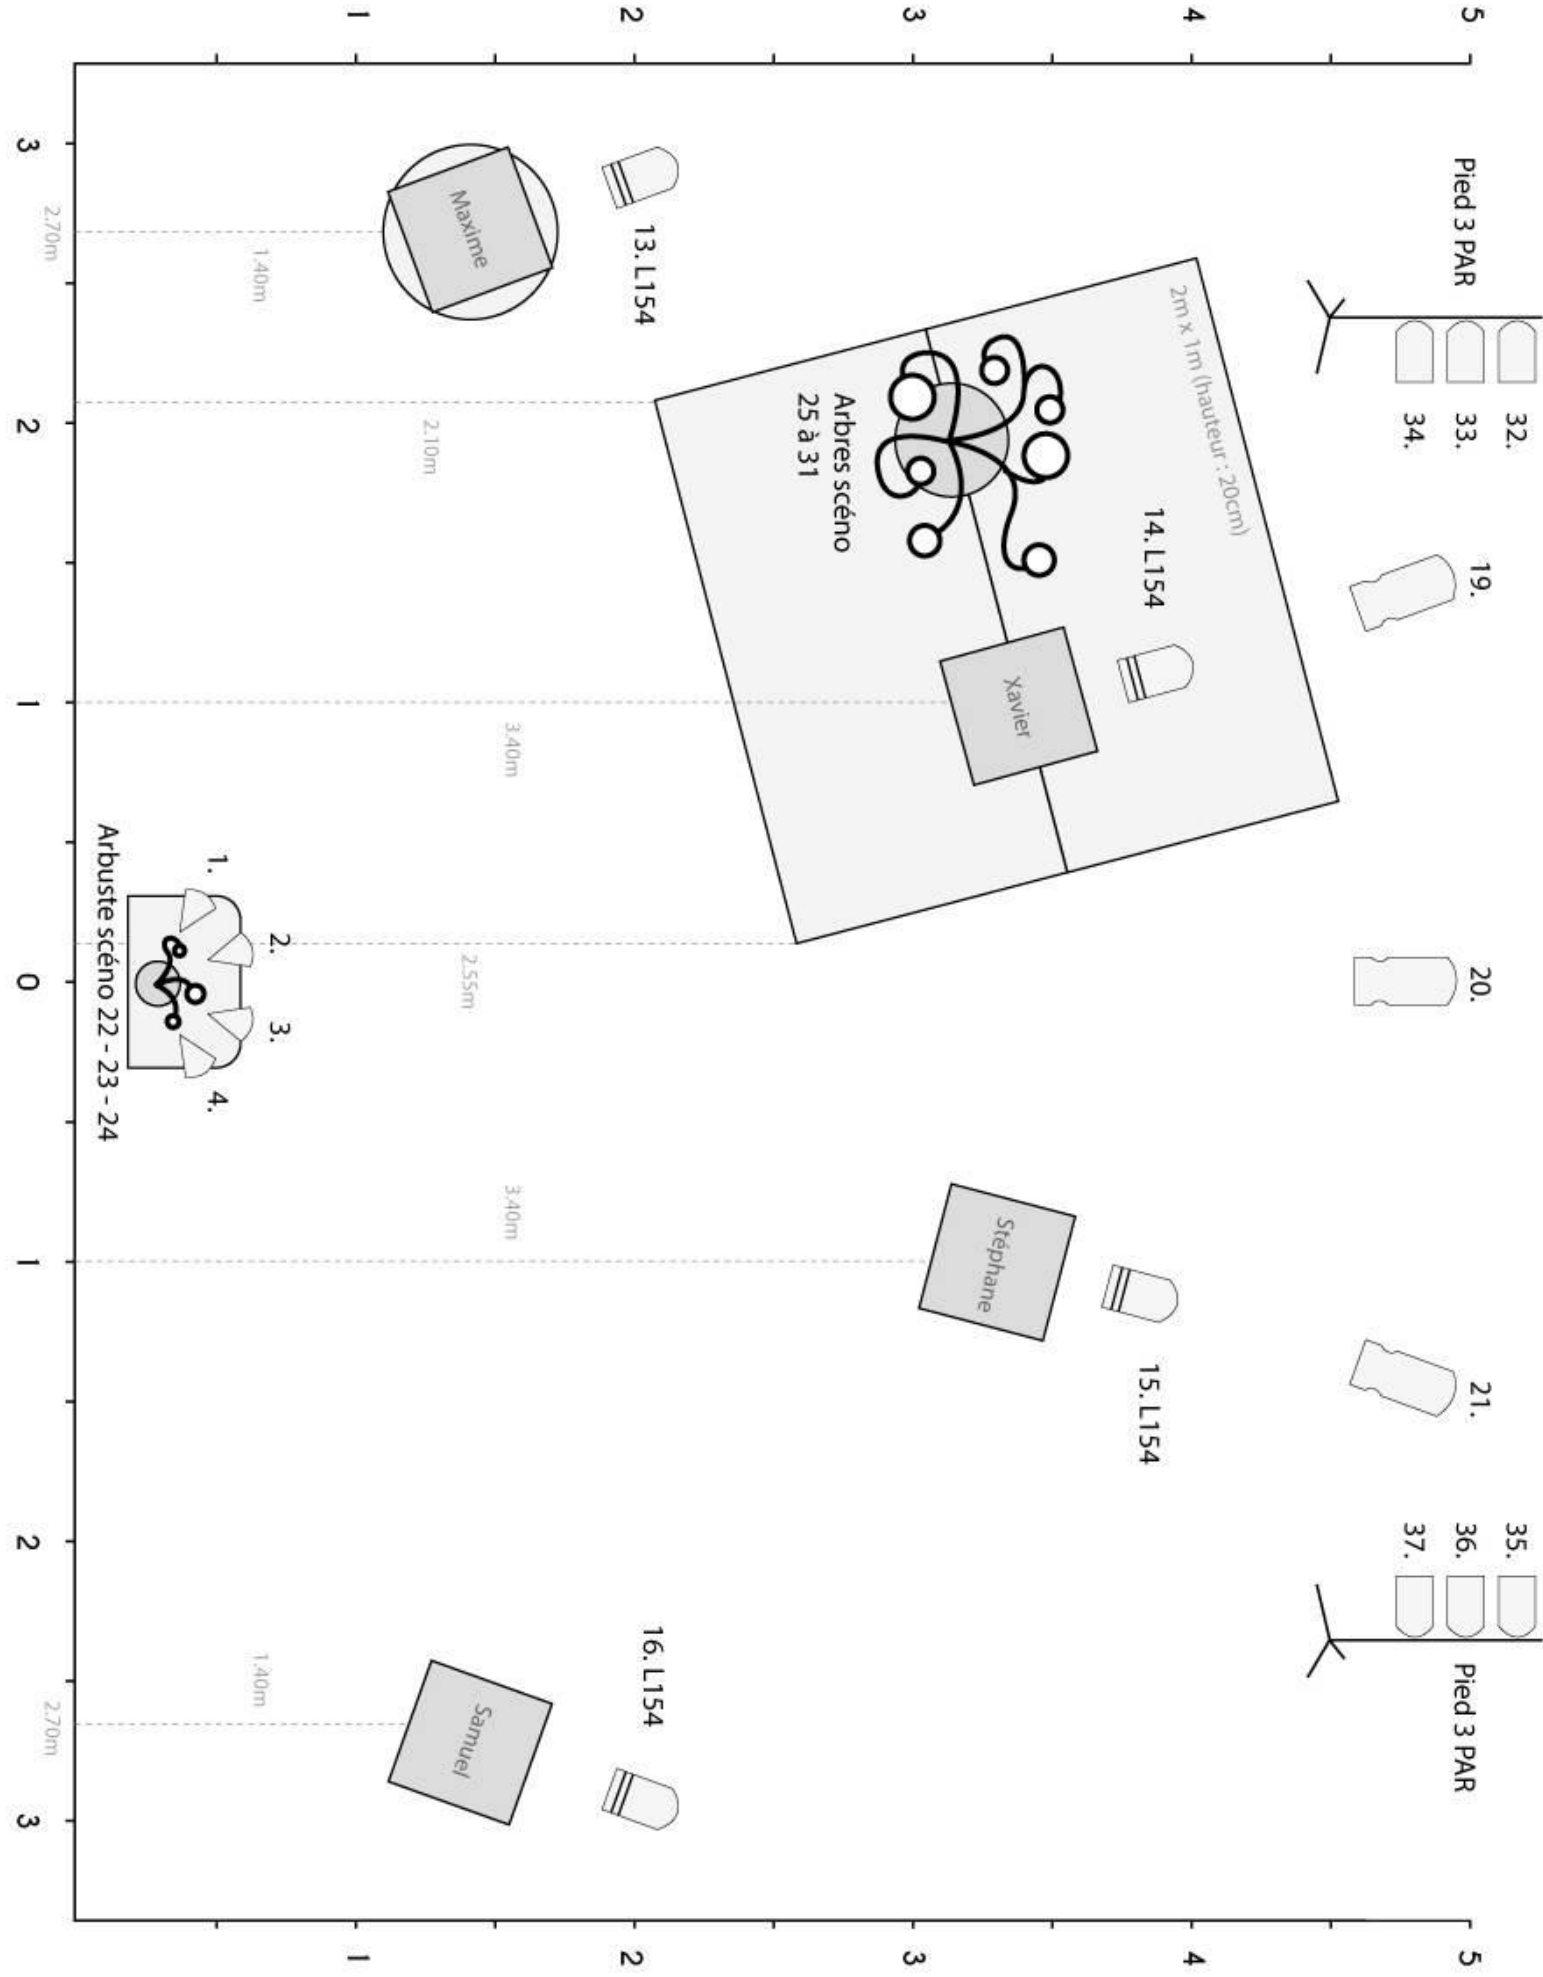 32.
35.
5
Pied 3 PAR
33.
19.
20.
21.
36.
Pied 3 PAR
5
34.
37.
2m x 1m (hauteur : 20cm)
4
4
14. L154
15. L154
Xavier
Stéphane
3
3
Arbres scéno
25 à 31
13. L154
16. L154
2
2
3.40m
3.40m
Maxime
Samuel
2.55m
2.10m
1
1
2.
3.
1.40m
1.40m
1.
4.
Arbuste scéno 22 - 23 - 24
2.70m
2.70m
3 2 1 0 1 2 3